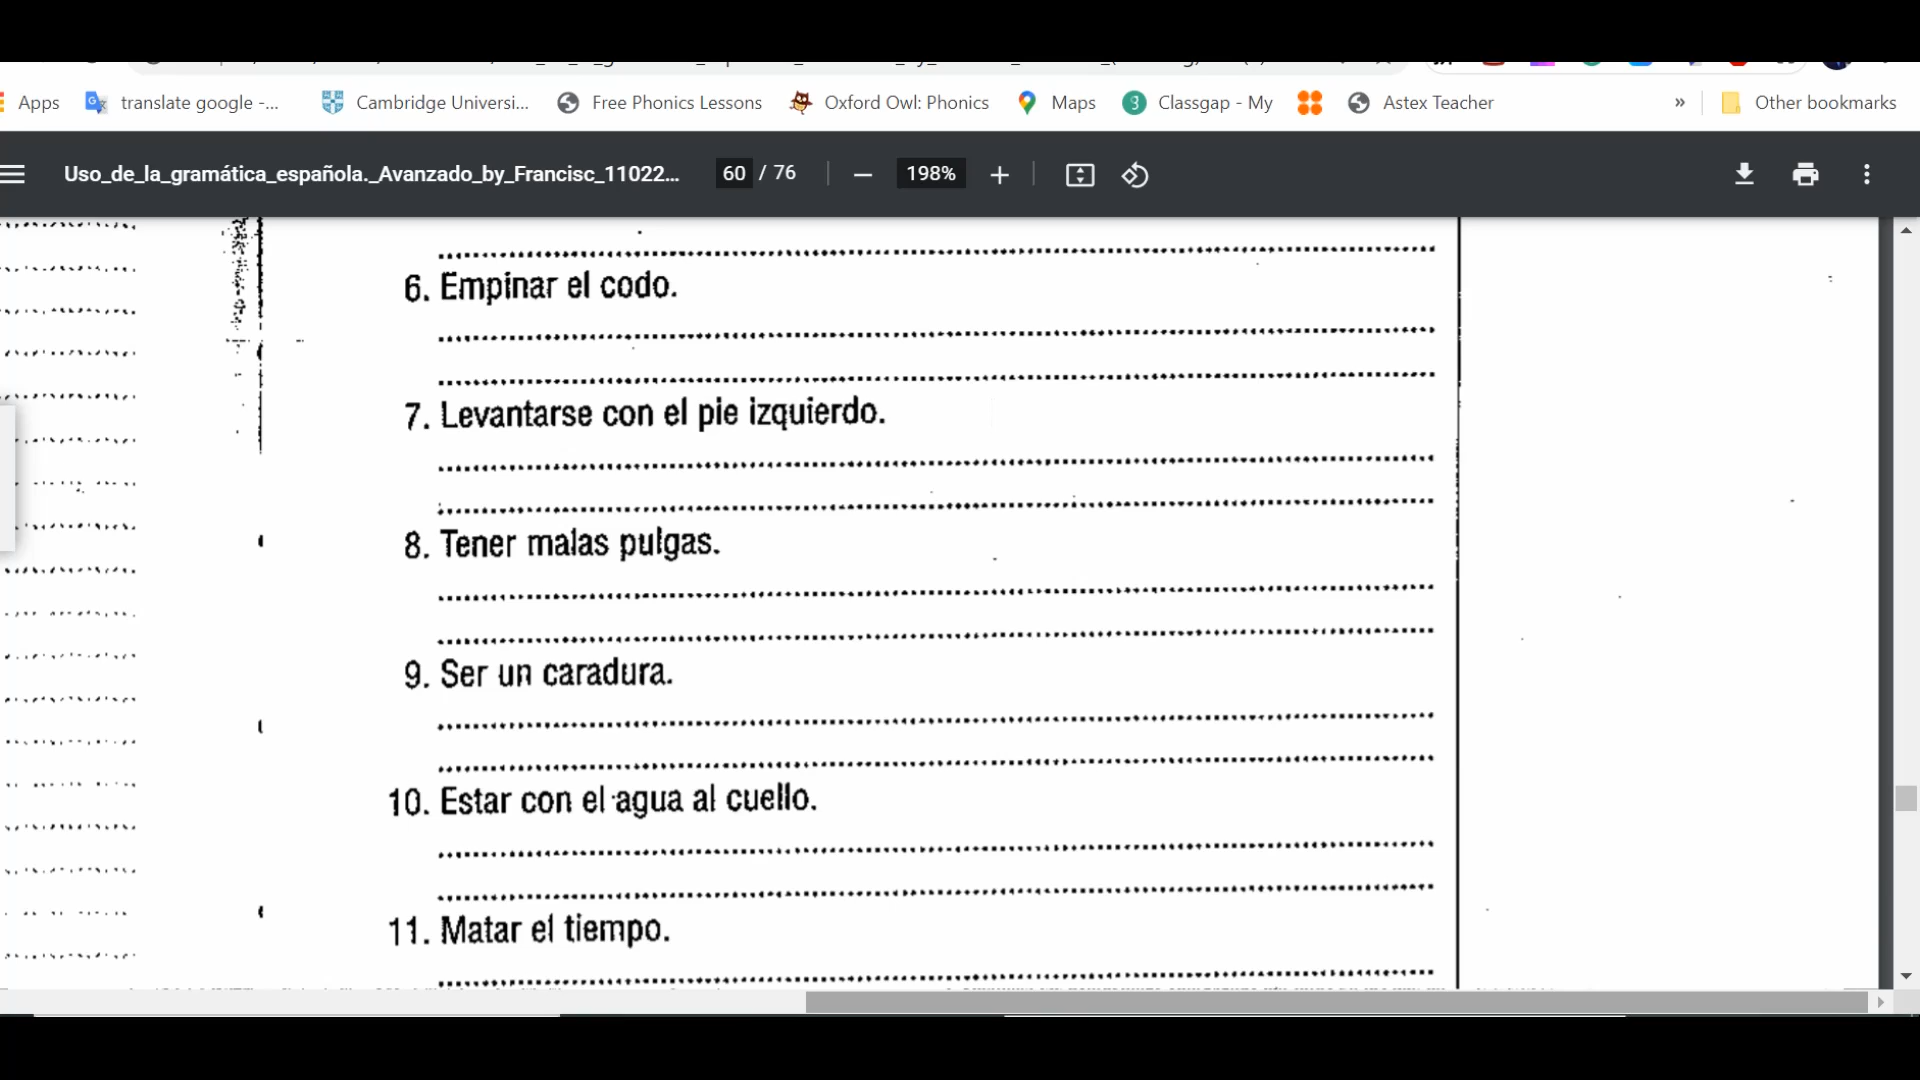 Apps
translate google -...
Cambridge Universi...
Free Phonics Lessons
Oxford Owl: Phonics
Maps
Classgap - My
Astex Teacher
»
Other bookmarks
Uso_de_la_gramática_española._Avanzado_by_Francisc_11022...
60 / 76
198%
6. Empinar el codo.
7. Levantarse con el pie izquierdo.
8. Tener malas pulgas.
9. Ser un caradura.
10. Estar con el agua al cuello.
11. Matar el tiempo.